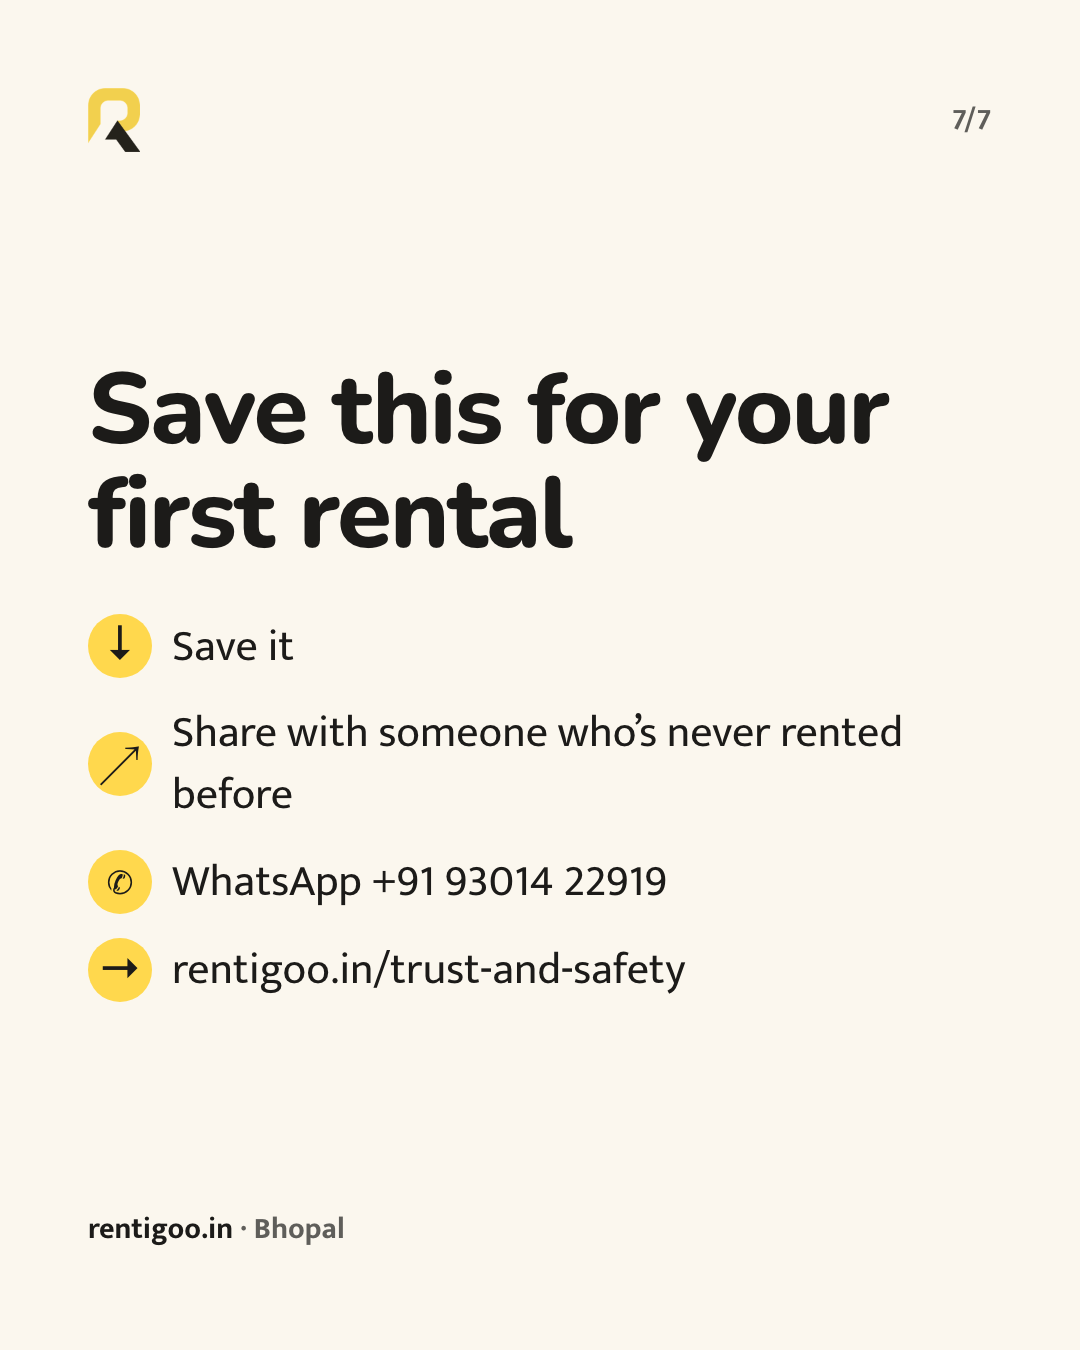 7/7
Save this for your
first rental
↓ Save it
↗ Share with someone who’s never rented
before
✆ WhatsApp +91 93014 22919
→ rentigoo.in/trust-and-safety
rentigoo.in · Bhopal